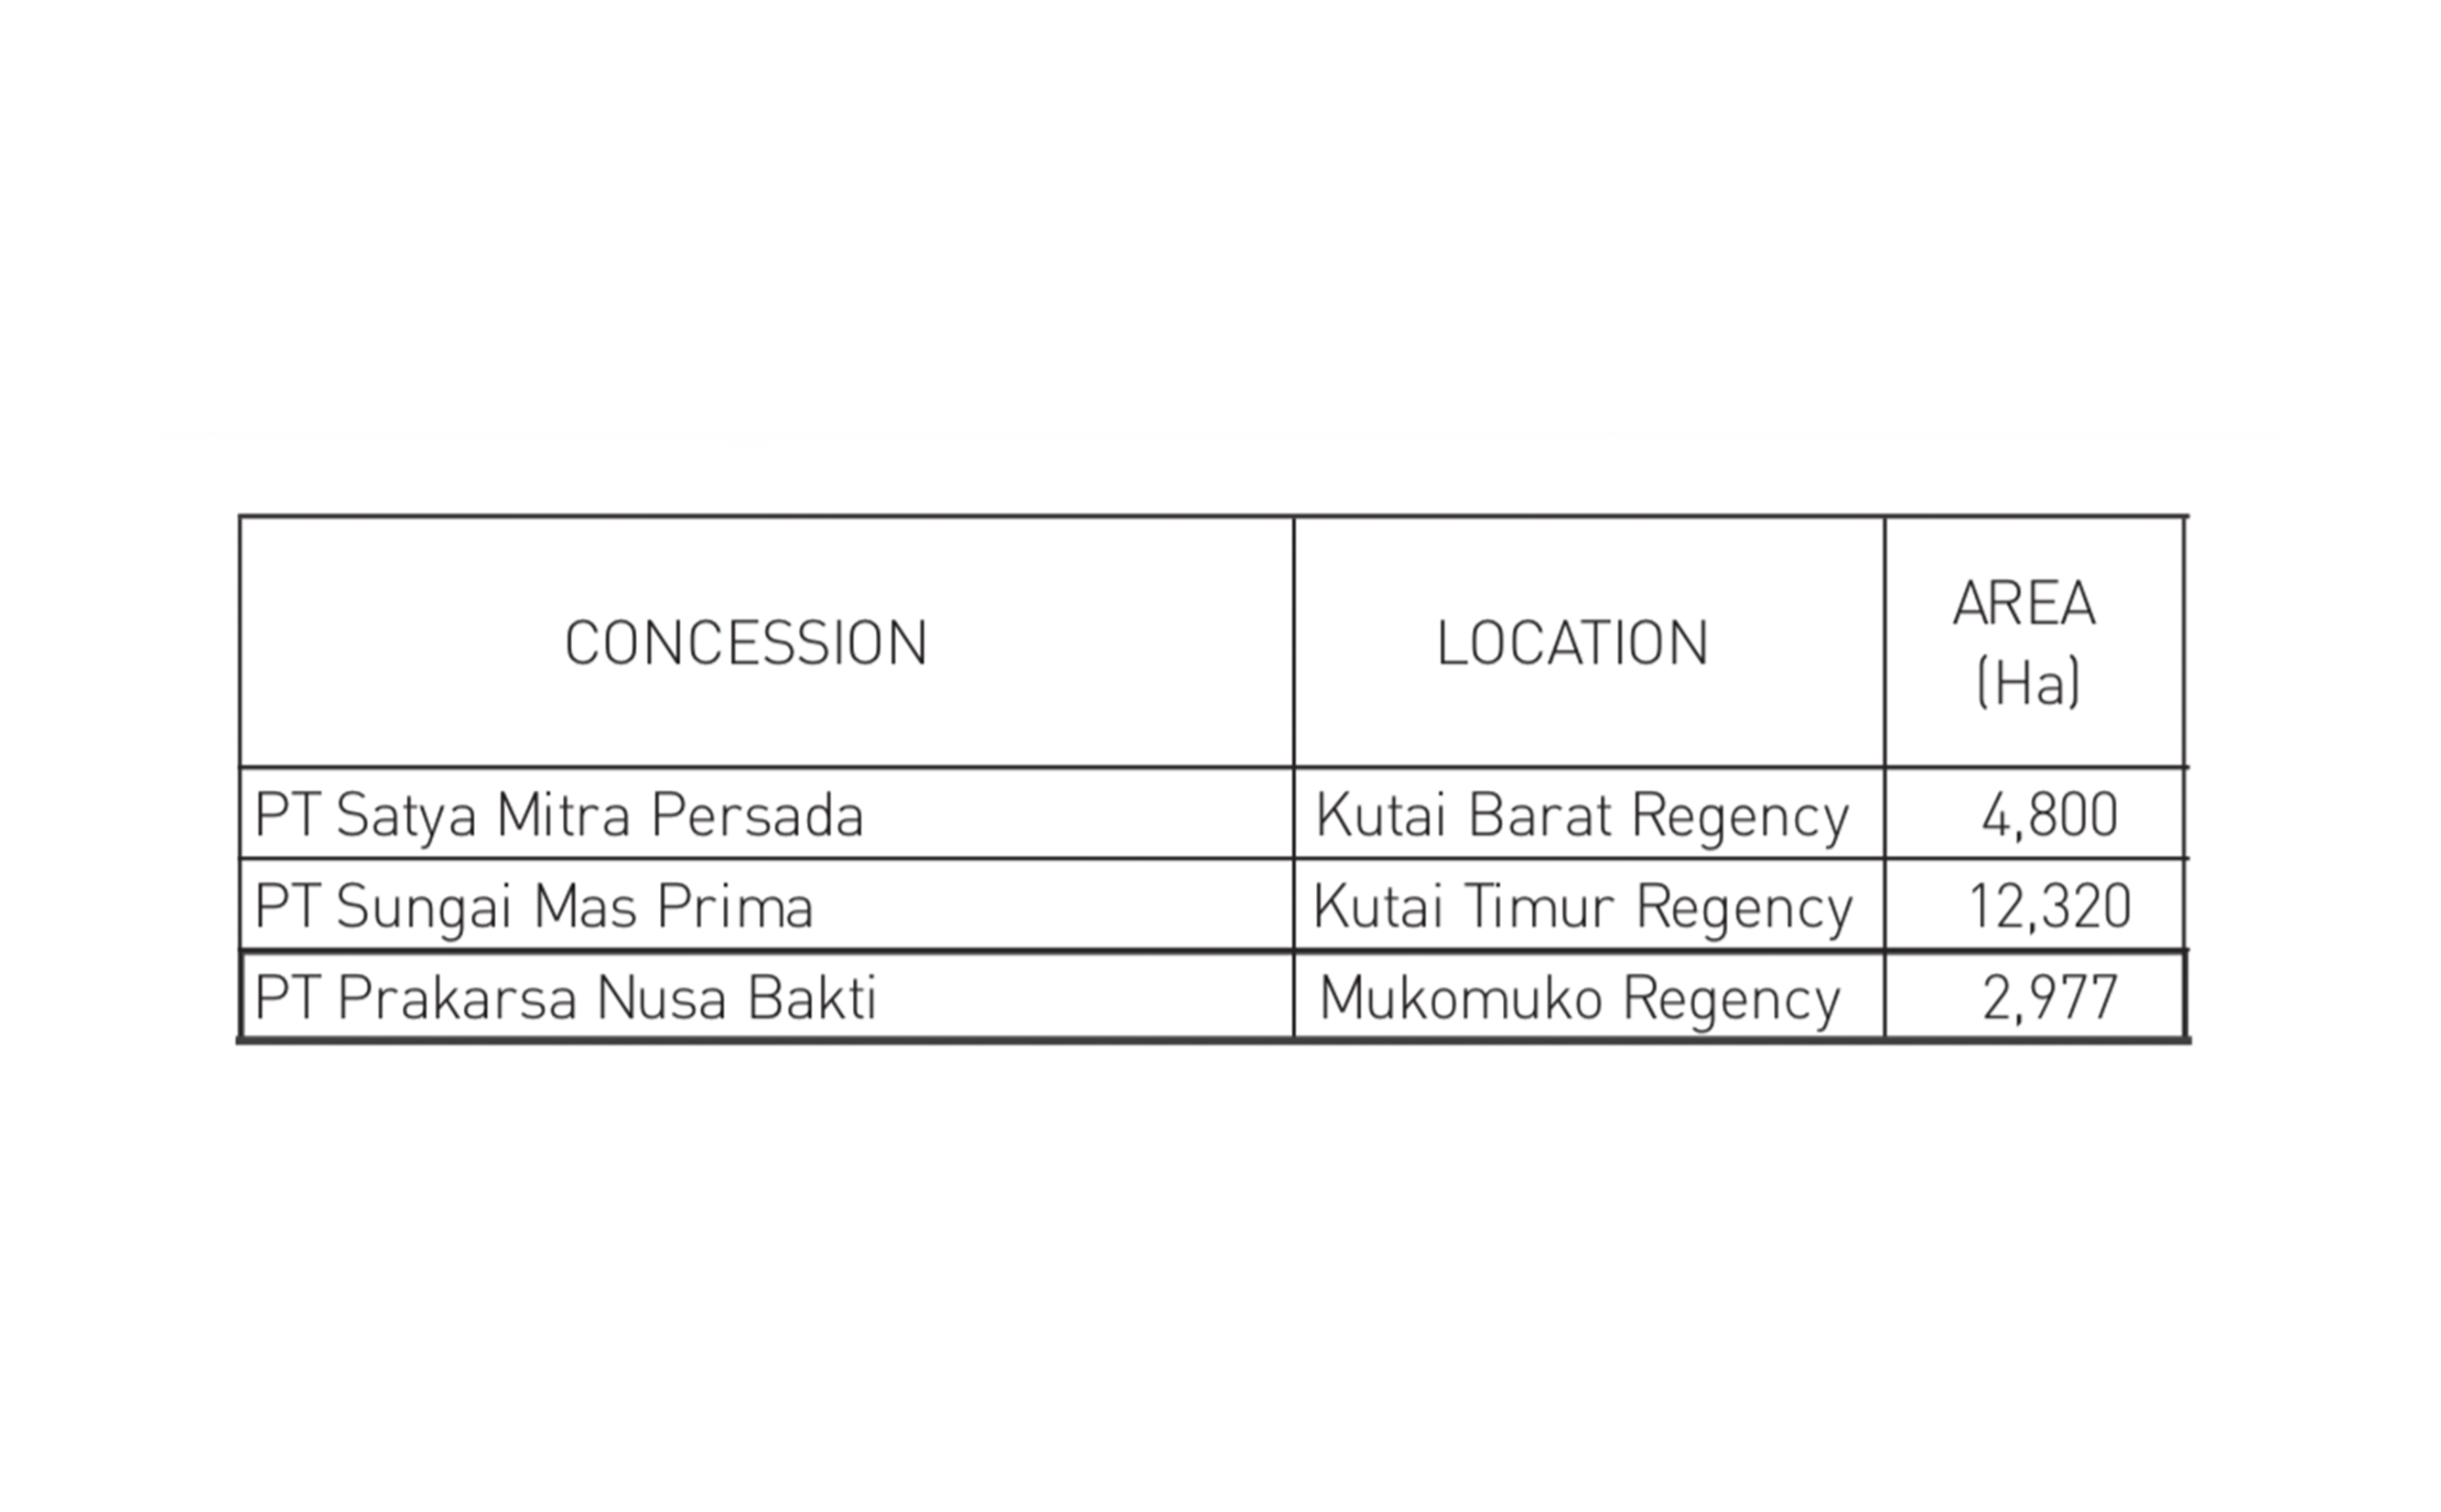 CONCESSION LOCATION AREA (Ha)
PT Satya Mitra Persada Kutai Barat Regency 4,800
PT Sungai Mas Prima Kutai Timur Regency 12,320
PT Prakarsa Nusa Bakti Mukomuko Regency 2,977